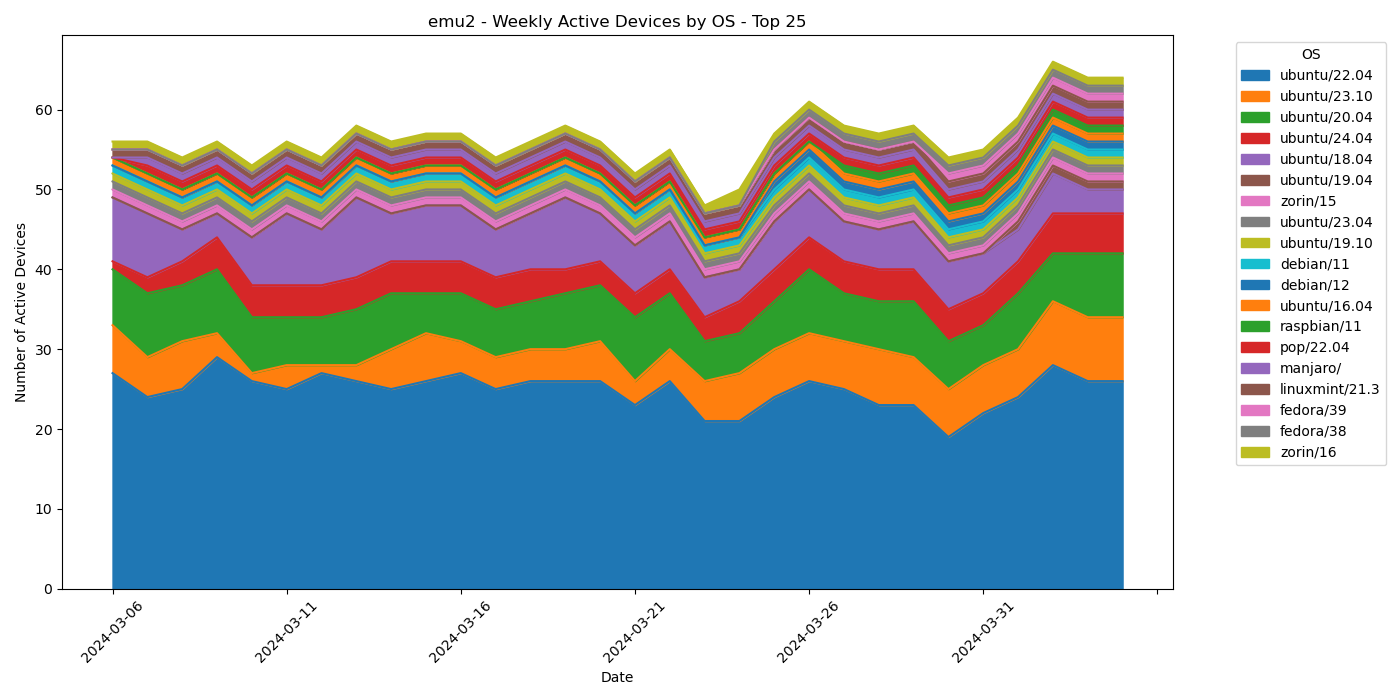 emu2 - Weekly Active Devices by OS - Top 25
Number of Active Devices
60
50
40
30
20
10
0
2024-03-06
2024-03-11
2024-03-16
2024-03-21
2024-03-26
2024-03-31
Date
OS
ubuntu/22.04
ubuntu/23.10
ubuntu/20.04
ubuntu/24.04
ubuntu/18.04
ubuntu/19.04
zorin/15
ubuntu/23.04
ubuntu/19.10
debian/11
debian/12
ubuntu/16.04
raspbian/11
pop/22.04
manjaro/
linuxmint/21.3
fedora/39
fedora/38
zorin/16